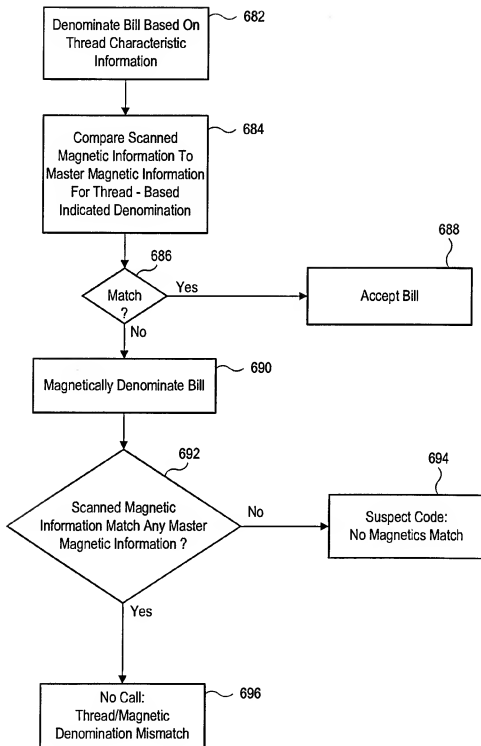 Denominate Bill Based On
Thread Characteristic
Information
682
Compare Scanned
Magnetic Information To
Master Magnetic Information
For Thread - Based
Indicated Denomination
684
Match
?
686
Yes
No
Accept Bill
688
Magnetically Denominate Bill
690
Scanned Magnetic
Information Match Any Master
Magnetic Information ?
692
No
Yes
Suspect Code:
No Magnetics Match
694
No Call:
Thread/Magnetic
Denomination Mismatch
696